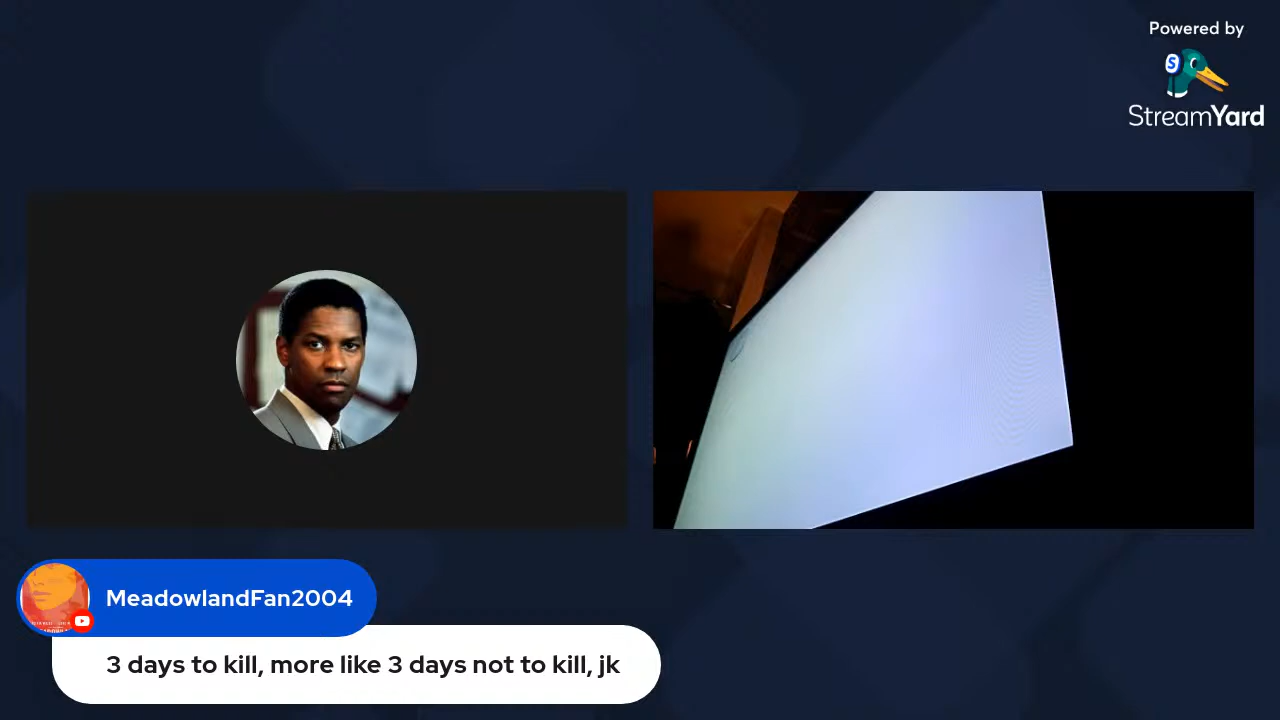 Powered by
S
StreamYard
MeadowlandFan2004
3 days to kill, more like 3 days not to kill, jk